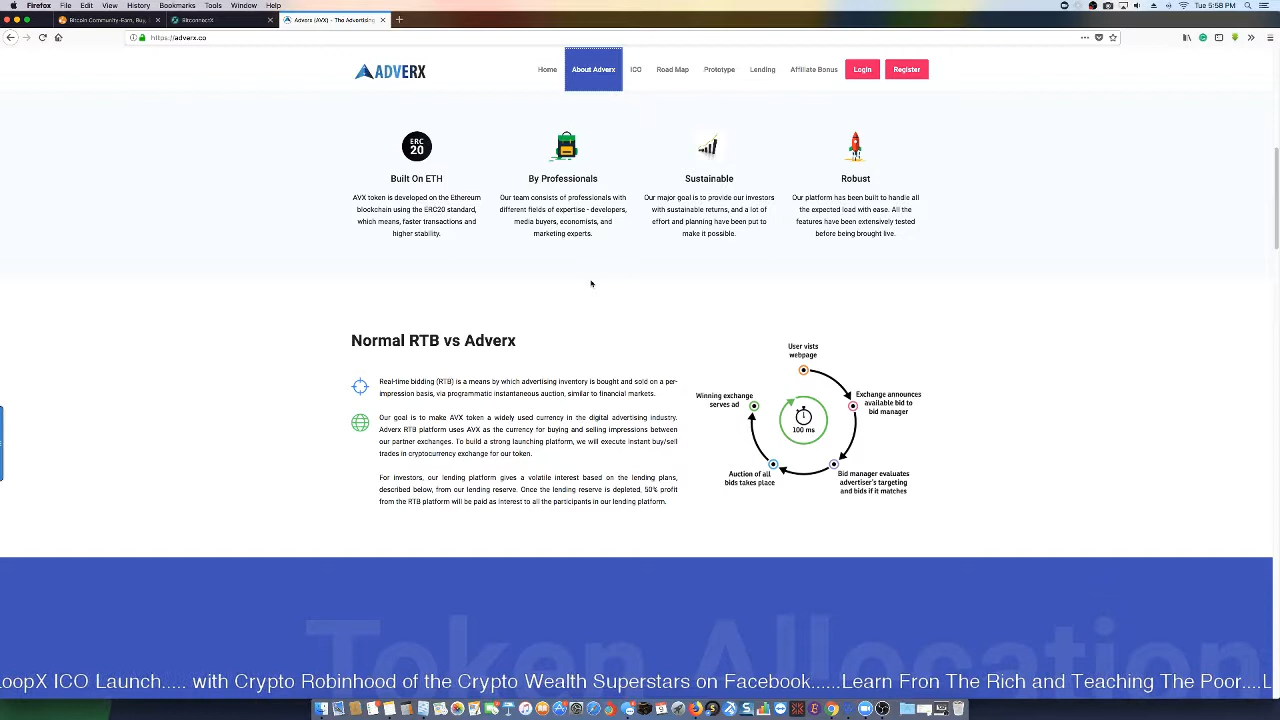 Firefox File Edit View History Bookmarks Tools Window Help
Tue 5:58 PM
Bitcoin Community-Earn, Buy,
BitconnectX
Adverx (AVX) - The Advertising
https://adverx.co
ADVERX
Home
About Adverx
ICO
Road Map
Prototype
Lending
Affiliate Bonus
Login
Register
ERC
20
Built On ETH
AVX token is developed on the Ethereum
blockchain using the ERC20 standard,
which means, faster transactions and
higher stability.
By Professionals
Our team consists of professionals with
different fields of expertise - developers,
media buyers, economists, and
marketing experts.
Sustainable
Our major goal is to provide our investors
with sustainable returns, and a lot of
effort and planning have been put to
make it possible.
Robust
Our platform has been built to handle all
the expected load with ease. All the
features have been extensively tested
before being brought live.
Normal RTB vs Adverx
Real-time bidding (RTB) is a means by which advertising inventory is bought and sold on a per-
impression basis, via programmatic instantaneous auction, similar to financial markets.
Our goal is to make AVX token a widely used currency in the digital advertising industry.
Adverx RTB platform uses AVX as the currency for buying and selling impressions between
our partner exchanges. To build a strong launching platform, we will execute instant buy/sell
trades in cryptocurrency exchange for our token.
For investors, our lending platform gives a volatile interest based on the lending plans,
described below, from our lending reserve. Once the lending reserve is depleted, 50% profit
from the RTB platform will be paid as interest to all the participants in our lending platform.
User vists
webpage
Exchange announces
available bid to
bid manager
Bid manager evaluates
advertiser's targeting
and bids if it matches
Auction of all
bids takes place
Winning exchange
serves ad
100 ms
Token Allocation
LoopX ICO Launch..... with Crypto Robinhood of the Crypto Wealth Superstars on Facebook......Learn Fron The Rich and Teaching The Poor....L